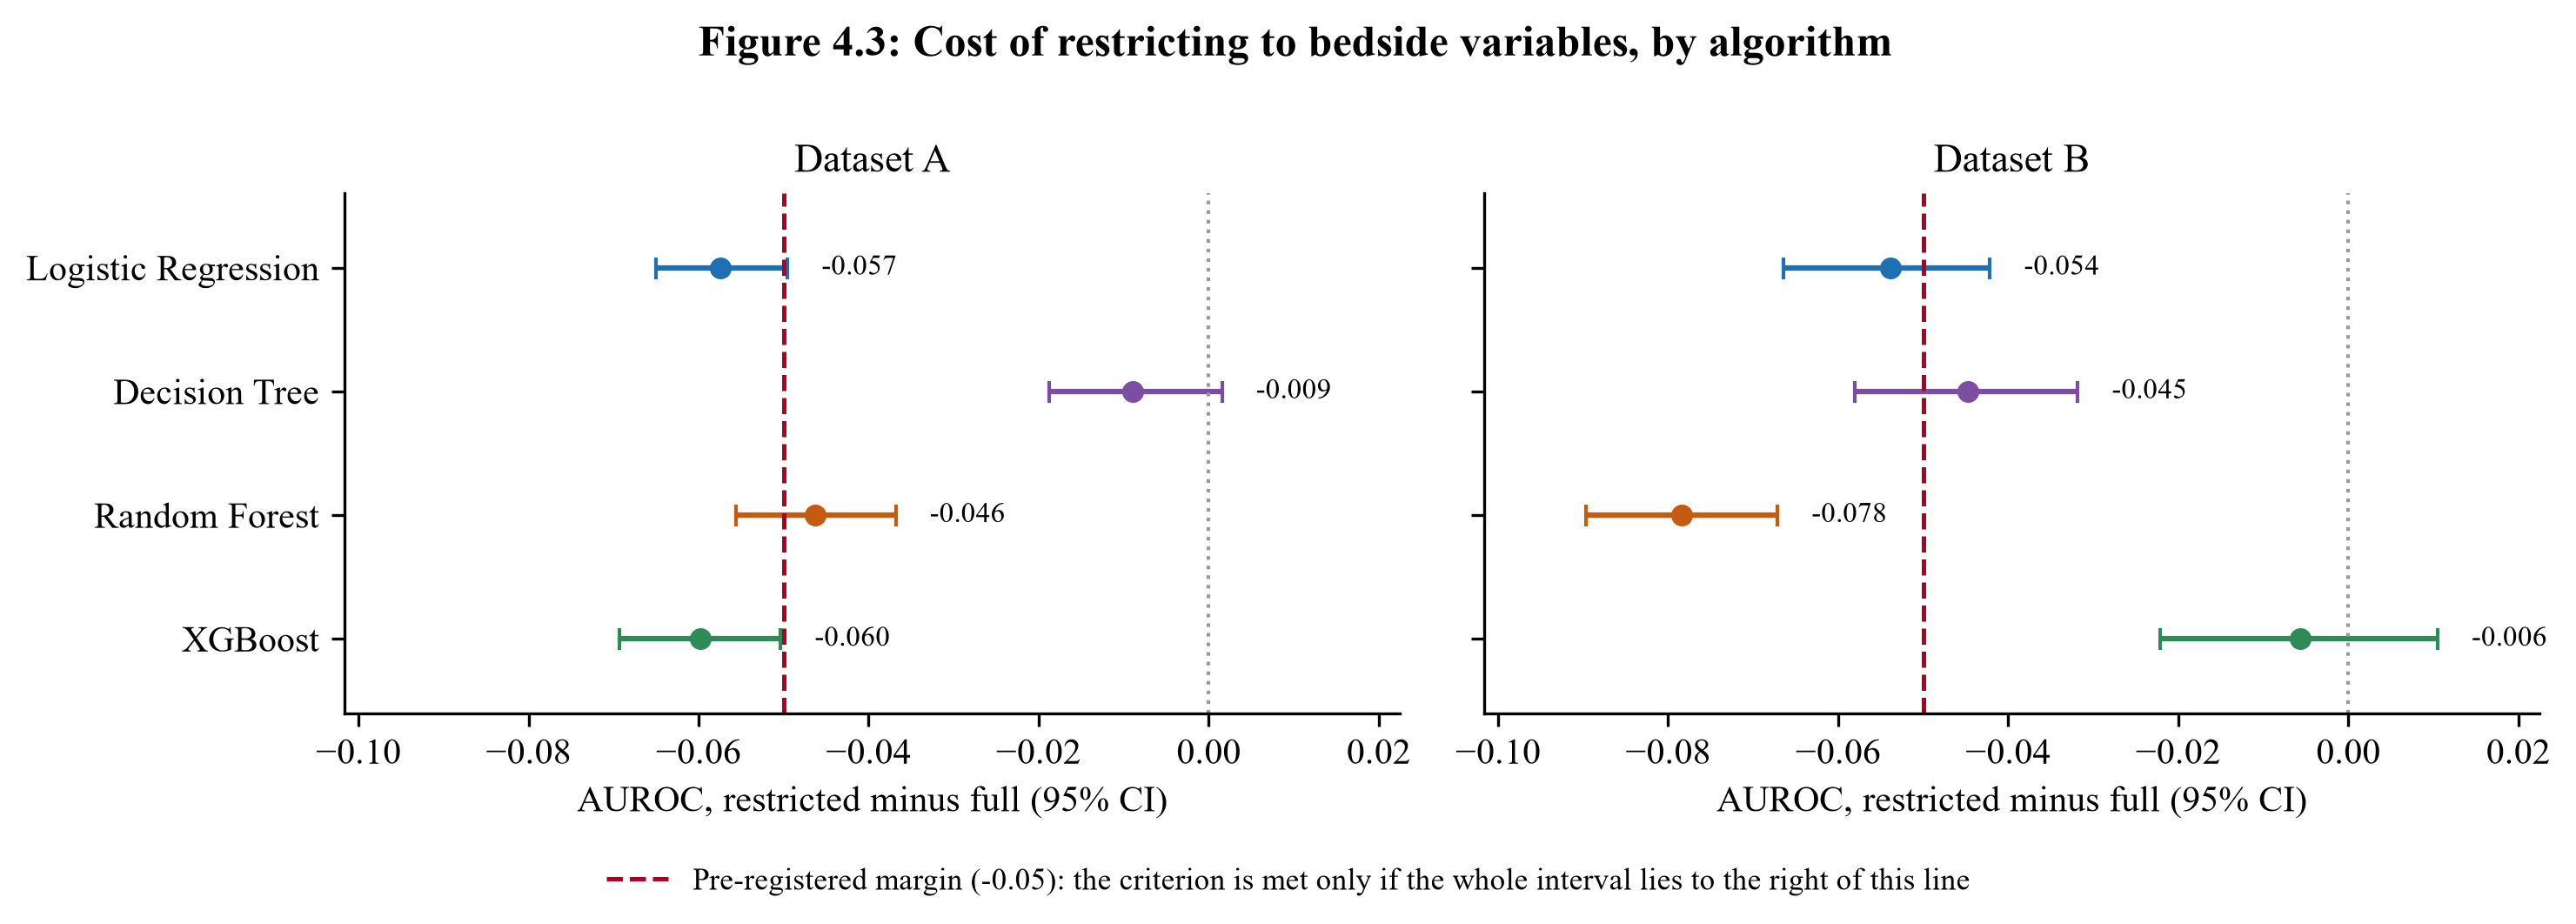 Figure 4.3: Cost of restricting to bedside variables, by algorithm
Dataset A
Logistic Regression
-0.057
Decision Tree
-0.009
Random Forest
-0.046
XGBoost
-0.060
−0.10 −0.08 −0.06 −0.04 −0.02 0.00 0.02
AUROC, restricted minus full (95% CI)
Dataset B
-0.054
-0.045
-0.078
-0.006
−0.10 −0.08 −0.06 −0.04 −0.02 0.00 0.02
AUROC, restricted minus full (95% CI)
Pre-registered margin (-0.05): the criterion is met only if the whole interval lies to the right of this line